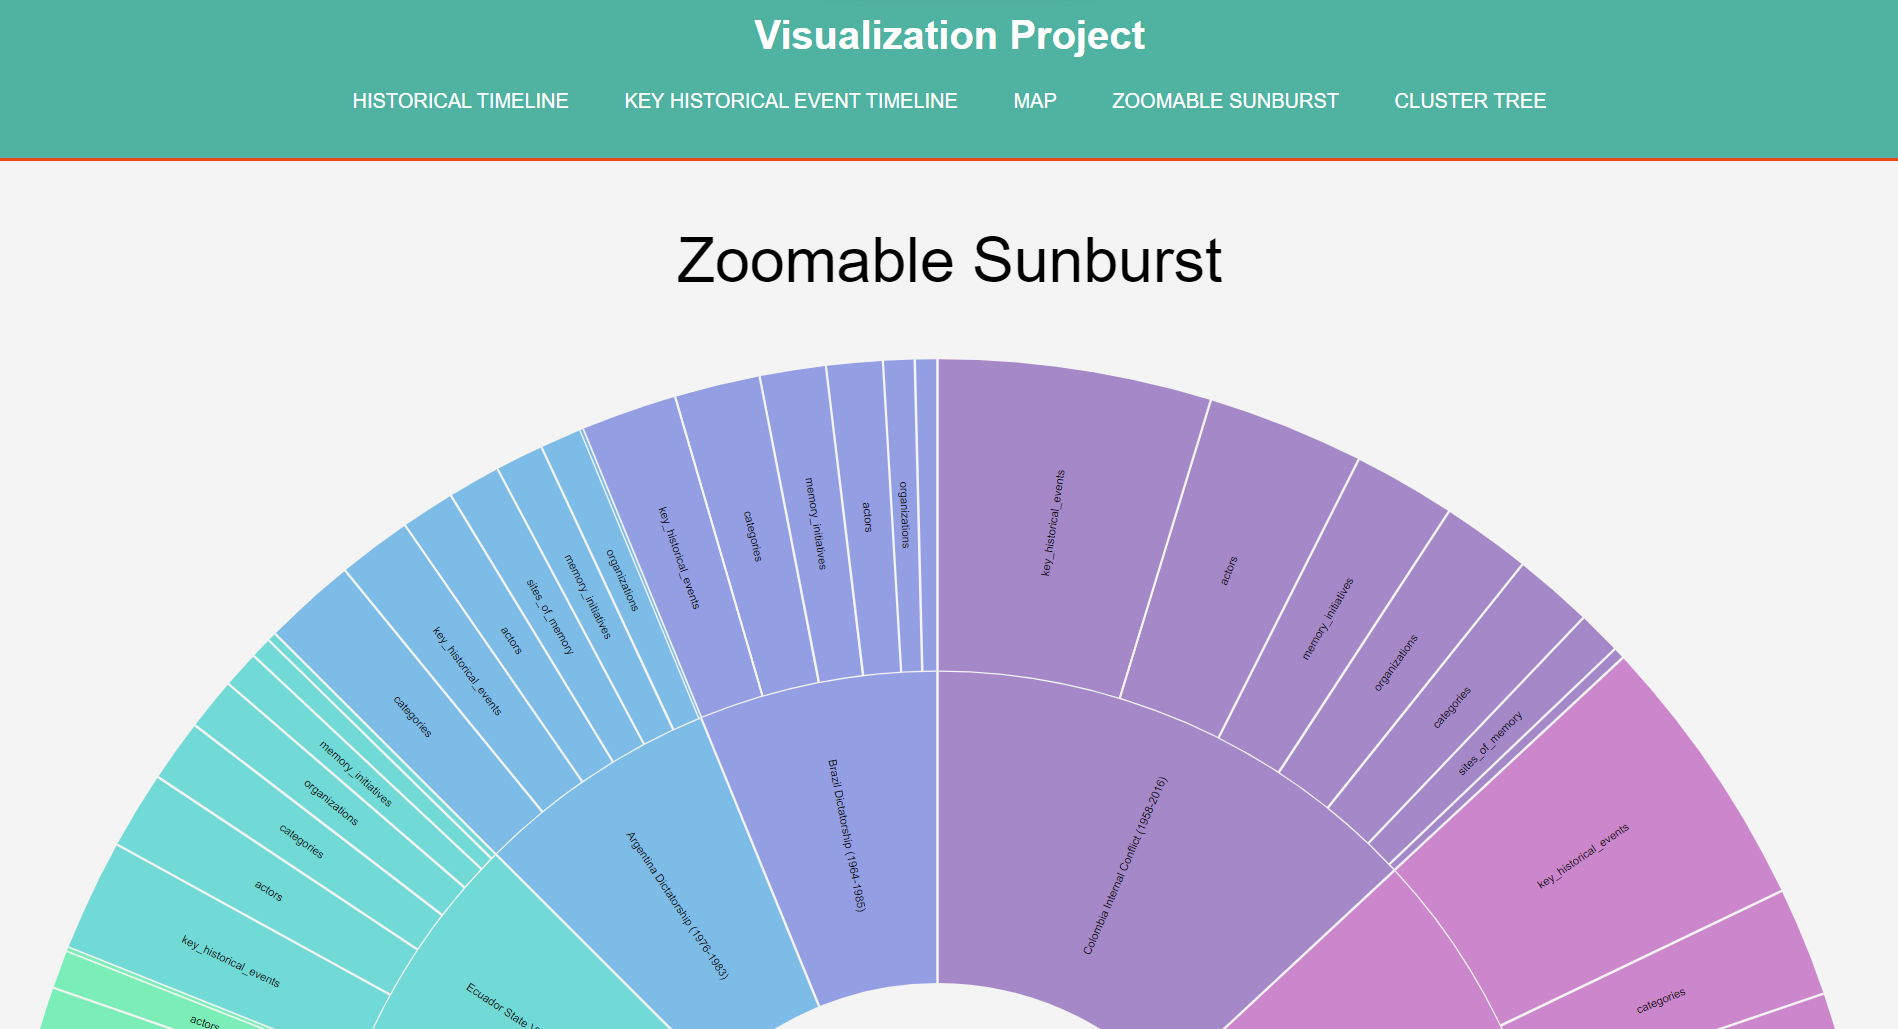 Visualization Project
HISTORICAL TIMELINE
KEY HISTORICAL EVENT TIMELINE
MAP
ZOOMABLE SUNBURST
CLUSTER TREE
Zoomable Sunburst
key_historical_events
actors
memory_initiatives
organizations
categories
sites_of_memory
Colombia Internal Conflict (1958-2016)
key_historical_events
categories
key_historical_events
categories
memory_initiatives
actors
organizations
Brazil Dictatorship (1964-1985)
categories
key_historical_events
actors
sites_of_memory
memory_initiatives
organizations
Argentina Dictatorship (1976-1983)
key_historical_events
actors
categories
organizations
memory_initiatives
Ecuador State
actors